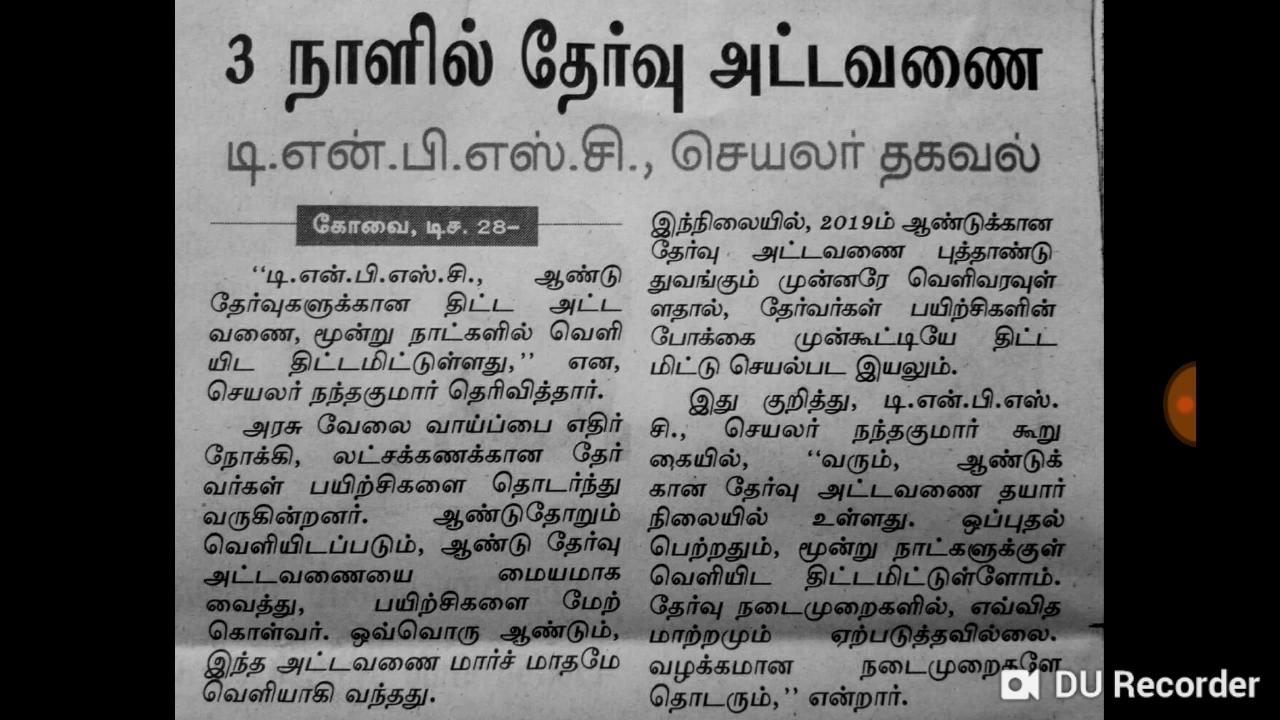 3 நாளில் தேர்வு அட்டவணை
டி.என்.பி.எஸ்.சி., செயலர் தகவல்
கோவை, டிச. 28–
‘‘டி.என்.பி.எஸ்.சி., ஆண்டு
தேர்வுகளுக்கான திட்ட அட்ட
வணை, மூன்று நாட்களில் வெளி
யிட திட்டமிட்டுள்ளது,’’ என,
செயலர் நந்தகுமார் தெரிவித்தார்.
அரசு வேலை வாய்ப்பை எதிர்
நோக்கி, லட்சக்கணக்கான தேர்
வர்கள் பயிற்சிகளை தொடர்ந்து
வருகின்றனர். ஆண்டுதோறும்
வெளியிடப்படும், ஆண்டு தேர்வு
அட்டவணையை மையமாக
வைத்து, பயிற்சிகளை மேற்
கொள்வர். ஒவ்வொரு ஆண்டும்,
இந்த அட்டவணை மார்ச் மாதமே
வெளியாகி வந்தது.
இந்நிலையில், 2019ம் ஆண்டுக்கான
தேர்வு அட்டவணை புத்தாண்டு
துவங்கும் முன்னரே வெளிவரவுள்
ளதால், தேர்வர்கள் பயிற்சிகளின்
போக்கை முன்கூட்டியே திட்ட
மிட்டு செயல்பட இயலும்.
இது குறித்து, டி.என்.பி.எஸ்.
சி., செயலர் நந்தகுமார் கூறு
கையில், ‘‘வரும், ஆண்டுக்
கான தேர்வு அட்டவணை தயார்
நிலையில் உள்ளது. ஒப்புதல்
பெற்றதும், மூன்று நாட்களுக்குள்
வெளியிட திட்டமிட்டுள்ளோம்.
தேர்வு நடைமுறைகளில், எவ்வித
மாற்றமும் ஏற்படுத்தவில்லை.
வழக்கமான நடைமுறைகளே
தொடரும்,’’ என்றார்.
DU Recorder